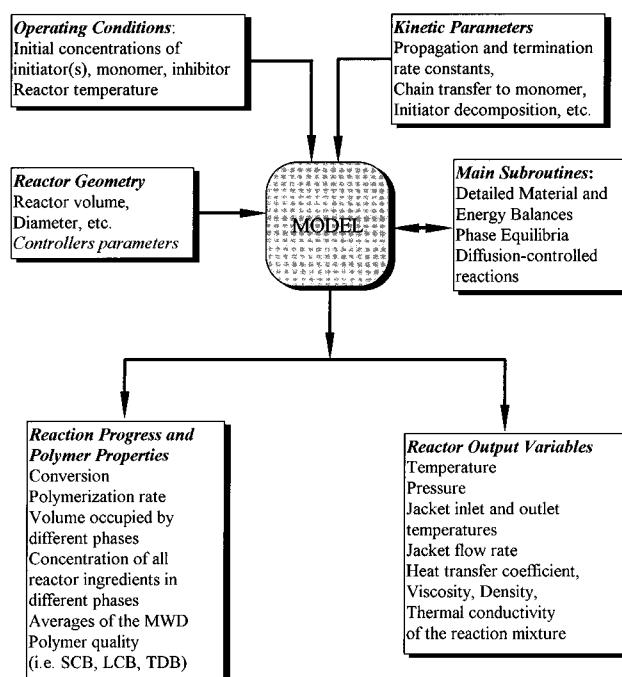 Operating Conditions:
Initial concentrations of
initiator(s), monomer, inhibitor
Reactor temperature
Kinetic Parameters
Propagation and termination
rate constants,
Chain transfer to monomer,
Initiator decomposition, etc.
Reactor Geometry
Reactor volume,
Diameter, etc.
Controllers parameters
MODEL
Main Subroutines:
Detailed Material and
Energy Balances
Phase Equilibria
Diffusion-controlled
reactions
Reaction Progress and
Polymer Properties
Conversion
Polymerization rate
Volume occupied by
different phases
Concentration of all
reactor ingredients in
different phases
Averages of the MWD
Polymer quality
(i.e. SCB, LCB, TDB)
Reactor Output Variables
Temperature
Pressure
Jacket inlet and outlet
temperatures
Jacket flow rate
Heat transfer coefficient,
Viscosity, Density,
Thermal conductivity
of the reaction mixture